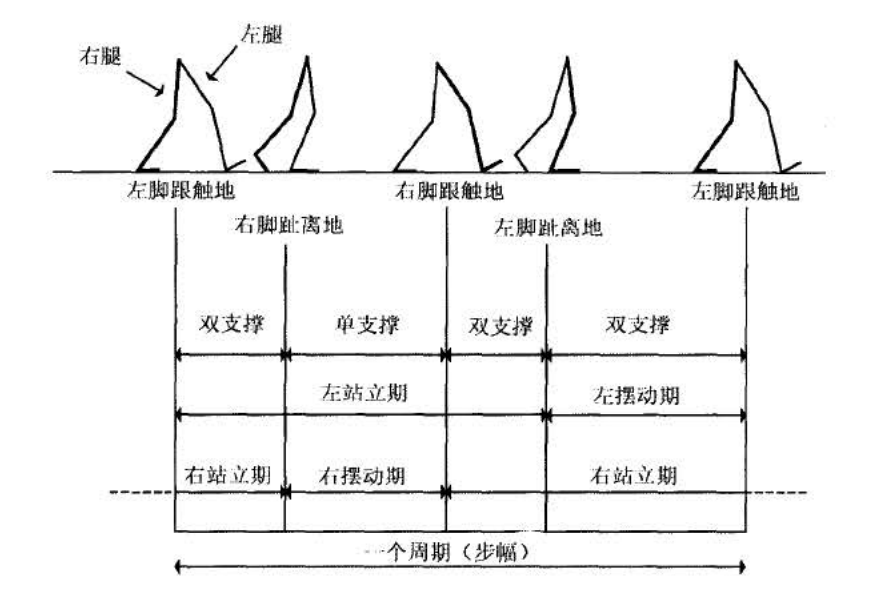 左腿
右腿
左脚跟触地 右脚跟触地 左脚跟触地
右脚趾离地 左脚趾离地
双支撑 单支撑 双支撑 双支撑
左站立期 左摆动期
右站立期 右摆动期 右站立期
一个周期（步幅）